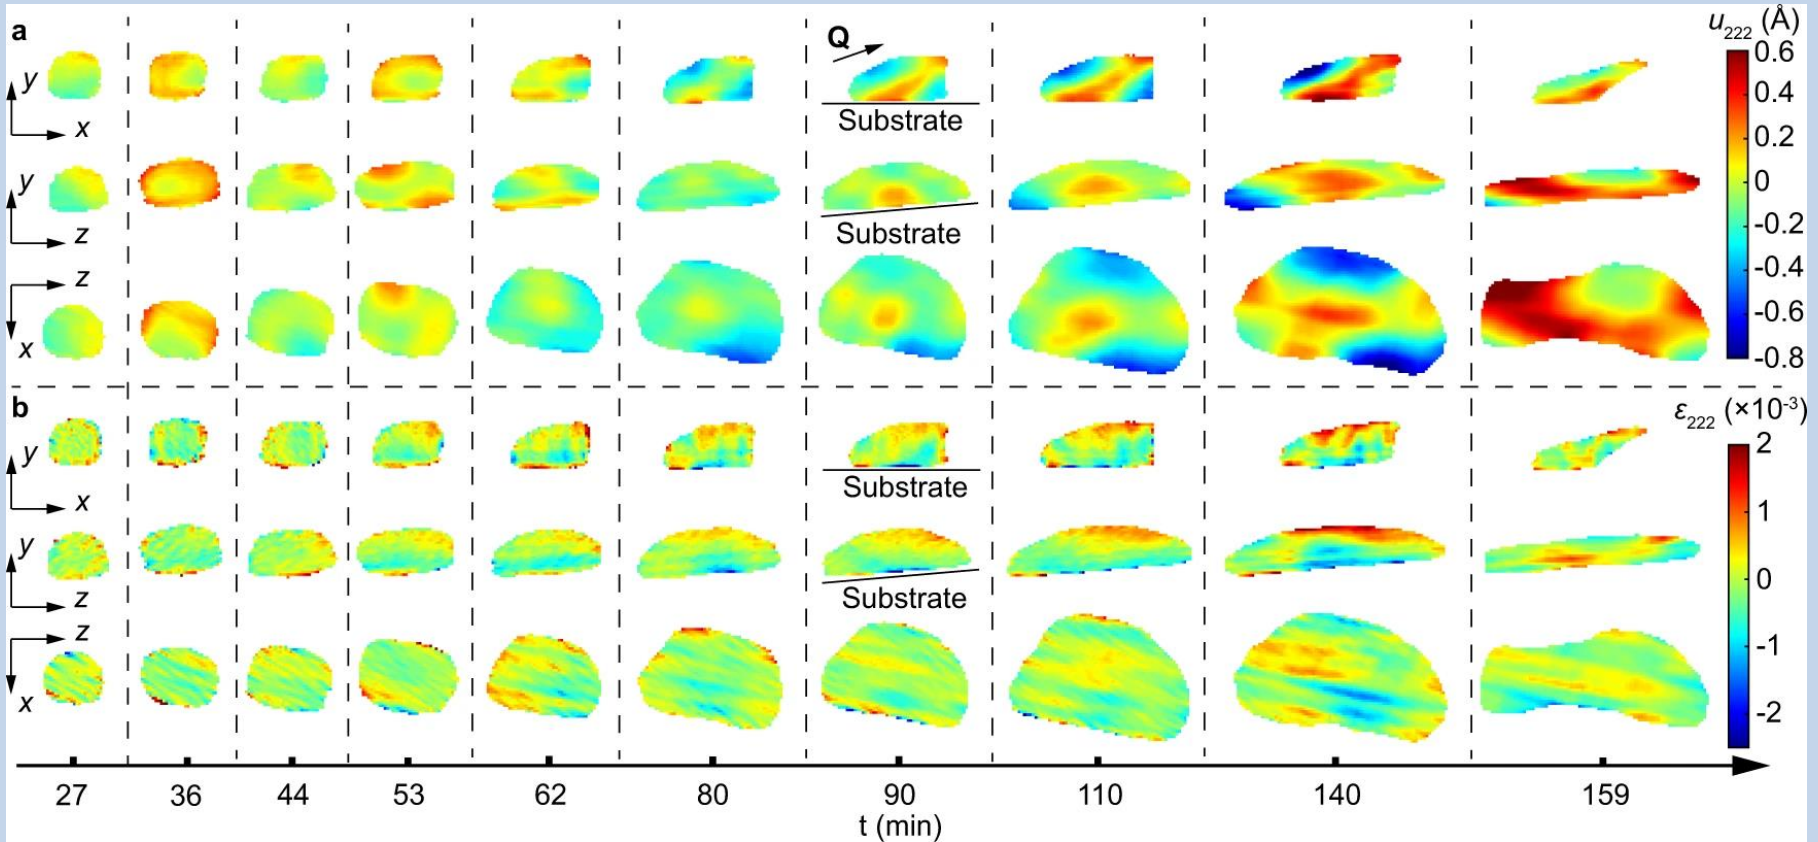 a
Q
u₂₂₂ (Å)
y
x
Substrate
y
z
Substrate
z
x
0.6
0.4
0.2
0
-0.2
-0.4
-0.6
-0.8
b
ε₂₂₂ (×10⁻³)
y
x
Substrate
y
z
Substrate
z
x
2
1
0
-1
-2
27 36 44 53 62 80 90 110 140 159
t (min)